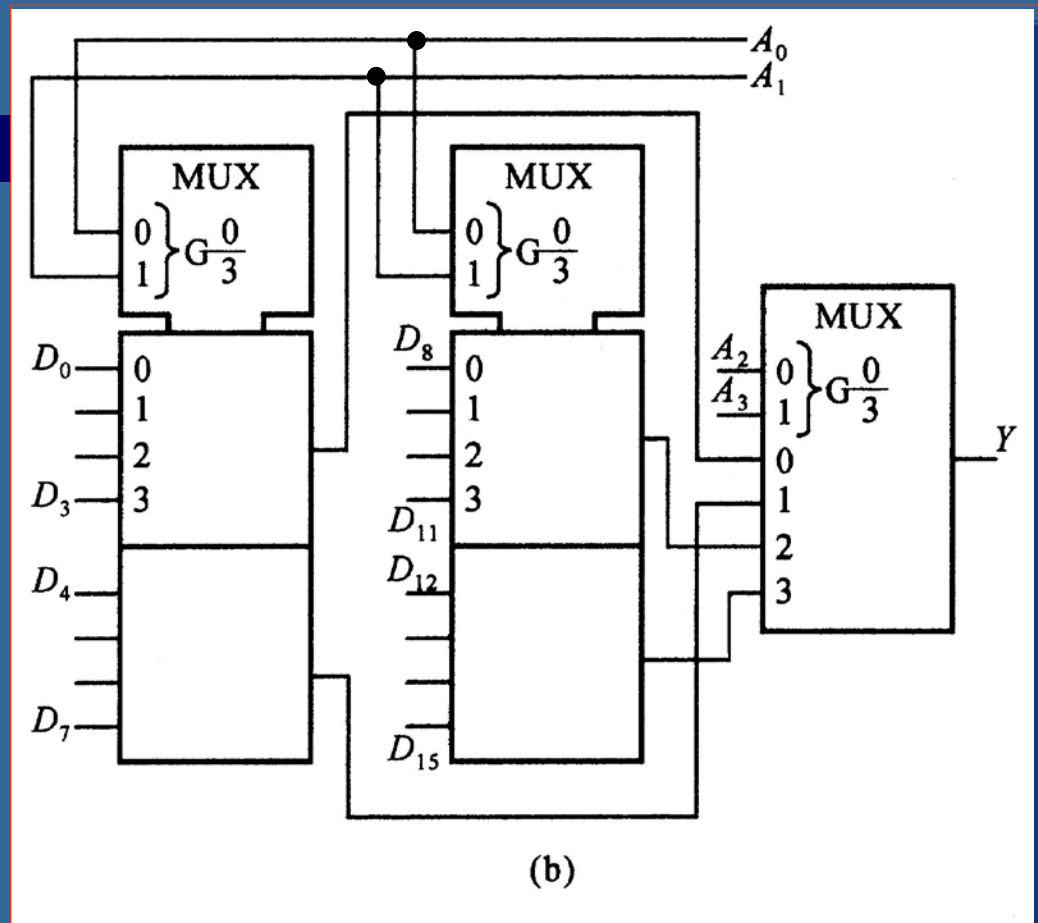 A₀
A₁
MUX
0
1
} G 0/3
MUX
0
1
} G 0/3
D₀
0
1
2
D₃
3
D₄
D₇
D₈
0
1
2
3
D₁₁
D₁₂
D₁₅
MUX
A₂
0
A₃
1
} G 0/3
0
1
2
3
Y
(b)